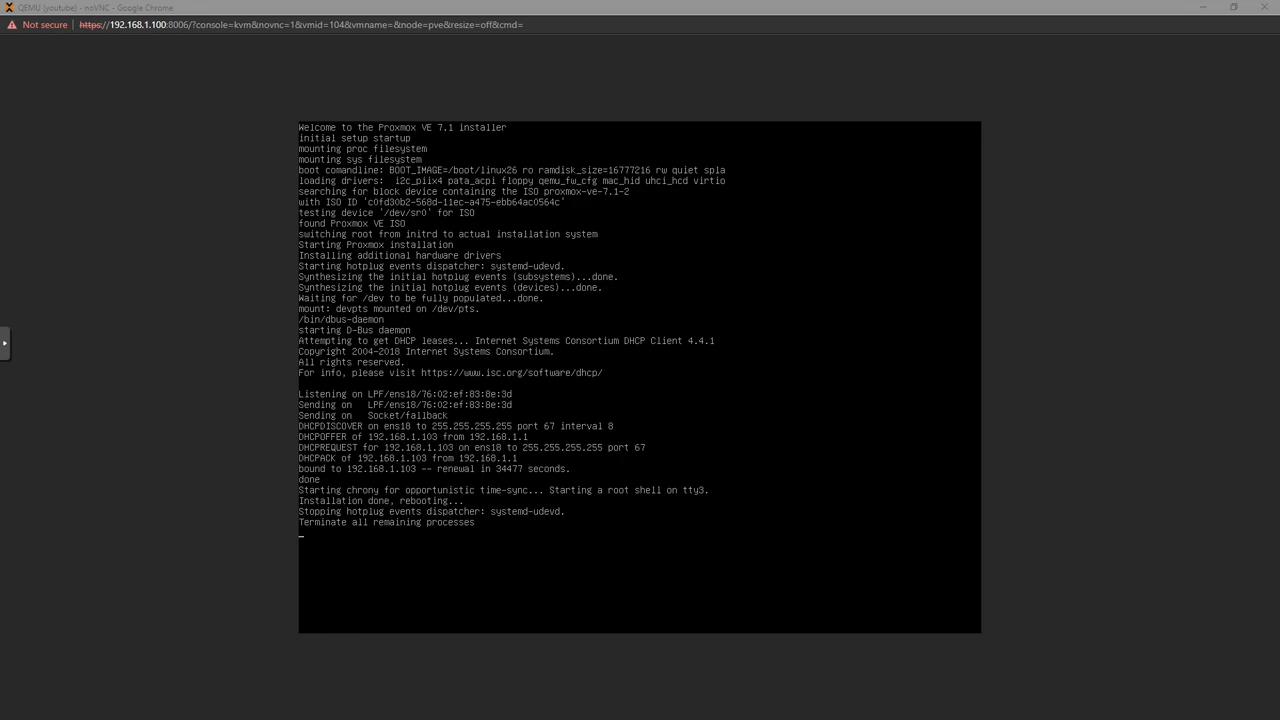 QEMU (youtube) - noVNC - Google Chrome
Not secure https://192.168.1.100:8006/?console=kvm&novnc=1&vmid=104&vmname=&node=pve&resize=off&cmd=
Welcome to the Proxmox VE 7.1 installer
initial setup startup
mounting proc filesystem
mounting sys filesystem
boot comandline: BOOT_IMAGE=/boot/linux26 ro ramdisk_size=16777216 rw quiet spla
loading drivers:  i2c_piix4 pata_acpi floppy qemu_fw_cfg mac_hid uhci_hcd virtio
searching for block device containing the ISO proxmox-ve-7.1-2
with ISO ID 'c0fd30b2-568d-11ec-a475-ebb64ac0564c'
testing device '/dev/sr0' for ISO
found Proxmox VE ISO
switching root from initrd to actual installation system
Starting Proxmox installation
Installing additional hardware drivers
Starting hotplug events dispatcher: systemd-udevd.
Synthesizing the initial hotplug events (subsystems)...done.
Synthesizing the initial hotplug events (devices)...done.
Waiting for /dev to be fully populated...done.
mount: devpts mounted on /dev/pts.
/bin/dbus-daemon
starting D-Bus daemon
Attempting to get DHCP leases... Internet Systems Consortium DHCP Client 4.4.1
Copyright 2004-2018 Internet Systems Consortium.
All rights reserved.
For info, please visit https://www.isc.org/software/dhcp/
Listening on LPF/ens18/76:02:ef:83:8e:3d
Sending on   LPF/ens18/76:02:ef:83:8e:3d
Sending on   Socket/fallback
DHCPDISCOVER on ens18 to 255.255.255.255 port 67 interval 8
DHCPOFFER of 192.168.1.103 from 192.168.1.1
DHCPREQUEST for 192.168.1.103 on ens18 to 255.255.255.255 port 67
DHCPACK of 192.168.1.103 from 192.168.1.1
bound to 192.168.1.103 -- renewal in 34477 seconds.
done
Starting chrony for opportunistic time-sync... Starting a root shell on tty3.
Installation done, rebooting...
Stopping hotplug events dispatcher: systemd-udevd.
Terminate all remaining processes